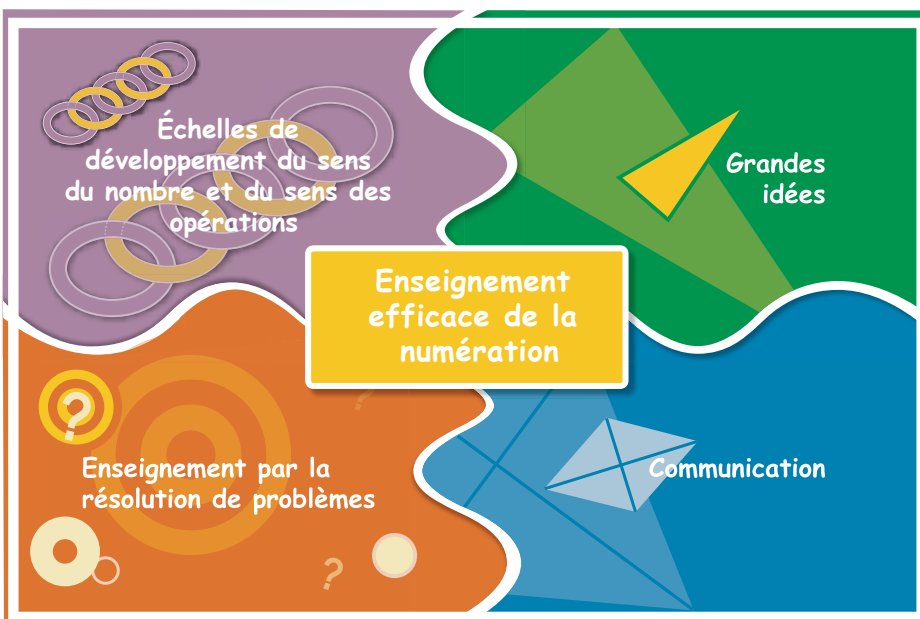 Échelles de
développement du sens
du nombre et du sens des
opérations
Grandes
idées
Enseignement
efficace de la
numération
?
Enseignement par la
résolution de problèmes
Communication
?
?